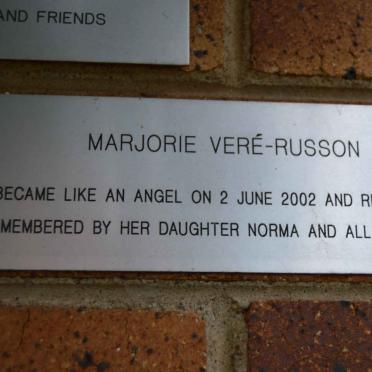 AND FRIENDS
MARJORIE VERÉ-RUSSON
BECAME LIKE AN ANGEL ON 2 JUNE 2002 AND
MEMBERED BY HER DAUGHTER NORMA AND ALL